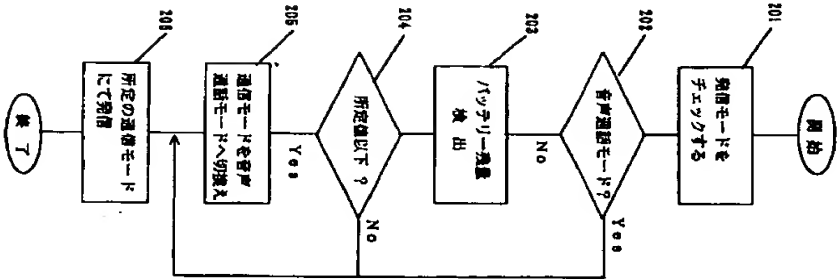 開始
201
発信モードを
チェックする
202
音声通話モード?
Yes
No
203
バッテリー残量
検出
204
所定値以下?
No
Yes
205
通信モードを音声
通話モードへ切換え
206
所定の通信モード
にて発信
終了